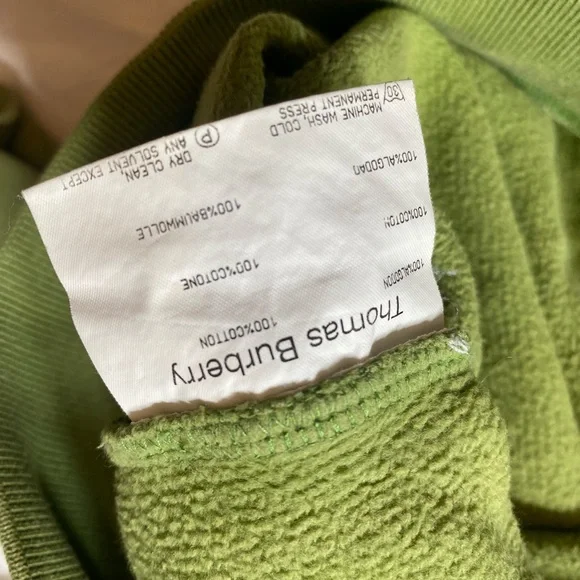 Thomas Burberry
100%ALGODON 100%COTTON
100%COTON 100%COTONE
100%ALGODAO 100%BAUMWOLLE
30 MACHINE WASH, COLD
PERMANENT PRESS
P DRY CLEAN,
ANY SOLVENT EXCEPT